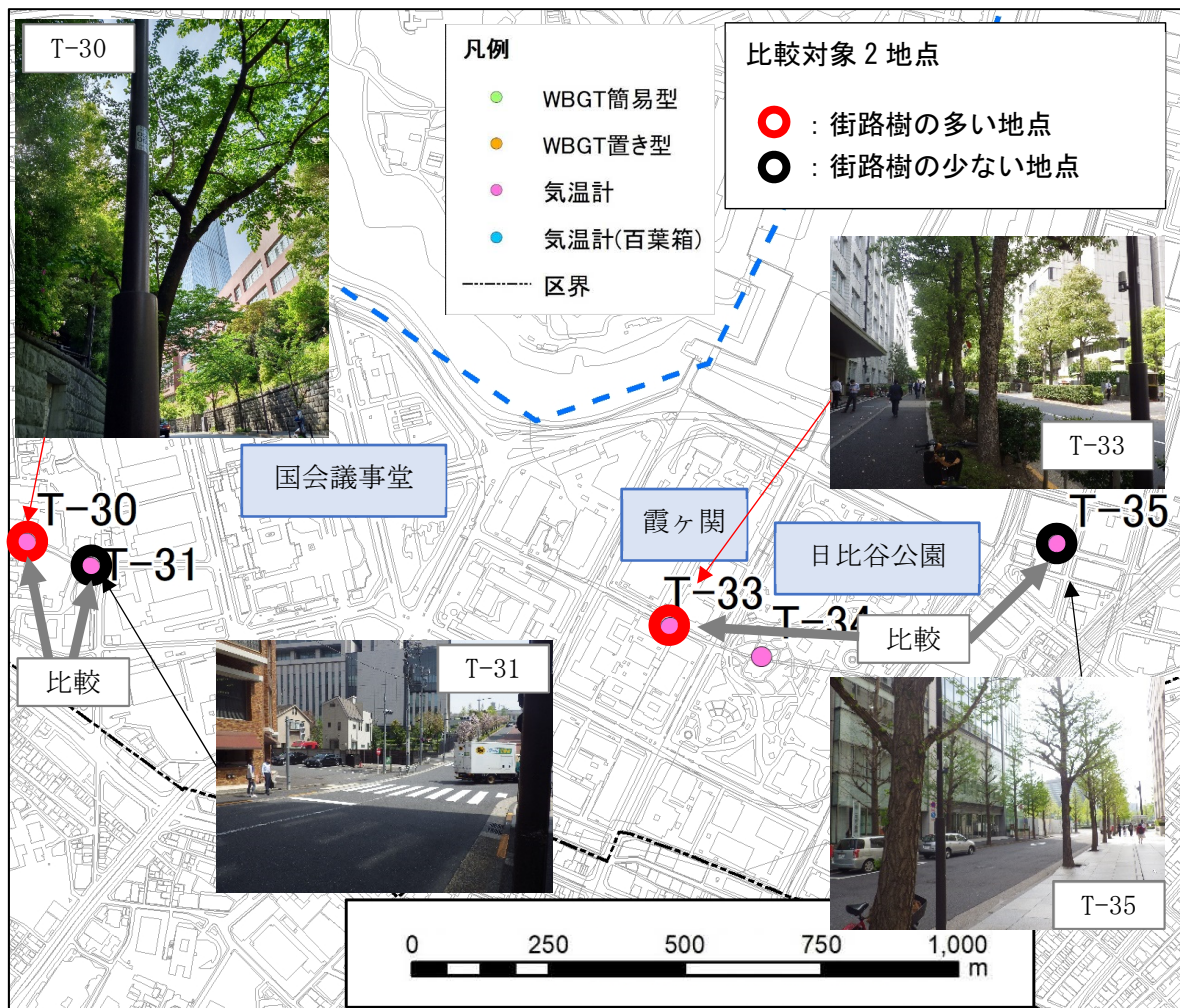 T-30
凡例
WBGT簡易型
WBGT置き型
気温計
気温計(百葉箱)
区界
比較対象2地点
：街路樹の多い地点
：街路樹の少ない地点
T-33
国会議事堂
霞ヶ関
日比谷公園
T-30
T-31
T-33
T-34
T-35
比較
比較
T-31
T-35
0 250 500 750 1,000
m